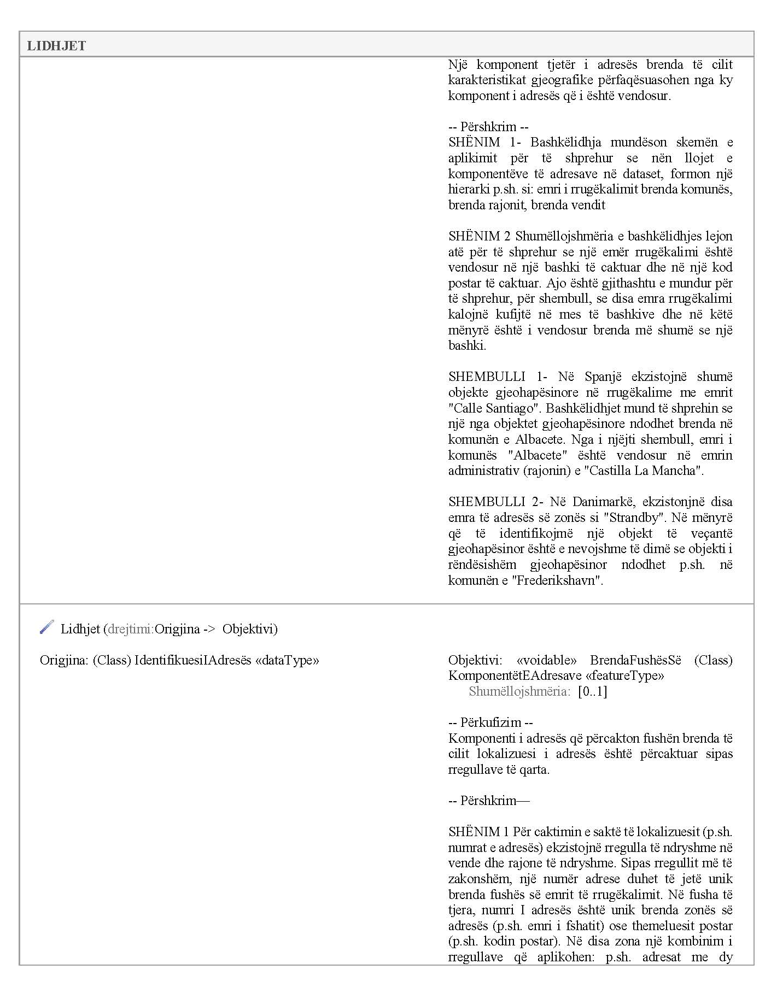 LIDHJET
Një komponent tjetër i adresës brenda të cilit
karakteristikat gjeografike përfaqësuasohen nga ky
komponent i adresës që i është vendosur.
-- Përshkrim --
SHËNIM 1- Bashkëlidhja mundëson skemën e
aplikimit për të shprehur se nën llojet e
komponentëve të adresave në dataset, formon një
hierarki p.sh. si: emri i rrugëkalimit brenda komunës,
brenda rajonit, brenda vendit
SHËNIM 2 Shumëllojshmëria e bashkëlidhjes lejon
atë për të shprehur se një emër rrugëkalimi është
vendosur në një bashki të caktuar dhe në një kod
postar të caktuar. Ajo është gjithashtu e mundur për
të shprehur, për shembull, se disa emra rrugëkalimi
kalojnë kufijtë në mes të bashkive dhe në këtë
mënyrë është i vendosur brenda më shumë se një
bashki.
SHEMBULLI 1- Në Spanjë ekzistojnë shumë
objekte gjeohapësinore në rrugëkalime me emrit
"Calle Santiago". Bashkëlidhjet mund të shprehin se
një nga objektet gjeohapësinore ndodhet brenda në
komunën e Albacete. Nga i njëjti shembull, emri i
komunës "Albacete" është vendosur në emrin
administrativ (rajonin) e "Castilla La Mancha".
SHEMBULLI 2- Në Danimarkë, ekzistonjnë disa
emra të adresës së zonës si "Strandby". Në mënyrë
që të identifikojmë një objekt të veçantë
gjeohapësinor është e nevojshme të dimë se objekti i
rëndësishëm gjeohapësinor ndodhet p.sh. në
komunën e "Frederikshavn".
Lidhjet (drejtimi:Origjina -> Objektivi)
Origjina: (Class) IdentifikuesiIAdresës «dataType»
Objektivi: «voidable» BrendaFushësSë (Class)
KomponentëtEAdresave «featureType»
Shumëllojshmëria: [0..1]
-- Përkufizim --
Komponenti i adresës që përcakton fushën brenda të
cilit lokalizuesi i adresës është përcaktuar sipas
rregullave të qarta.
-- Përshkrim—
SHËNIM 1 Për caktimin e saktë të lokalizuesit (p.sh.
numrat e adresës) ekzistojnë rregulla të ndryshme në
vende dhe rajone të ndryshme. Sipas rregullit më të
zakonshëm, një numër adrese duhet të jetë unik
brenda fushës së emrit të rrugëkalimit. Në fusha të
tjera, numri I adresës është unik brenda zonës së
adresës (p.sh. emri i fshatit) ose themeluesit postar
(p.sh. kodin postar). Në disa zona një kombinim i
rregullave që aplikohen: p.sh. adresat me dy